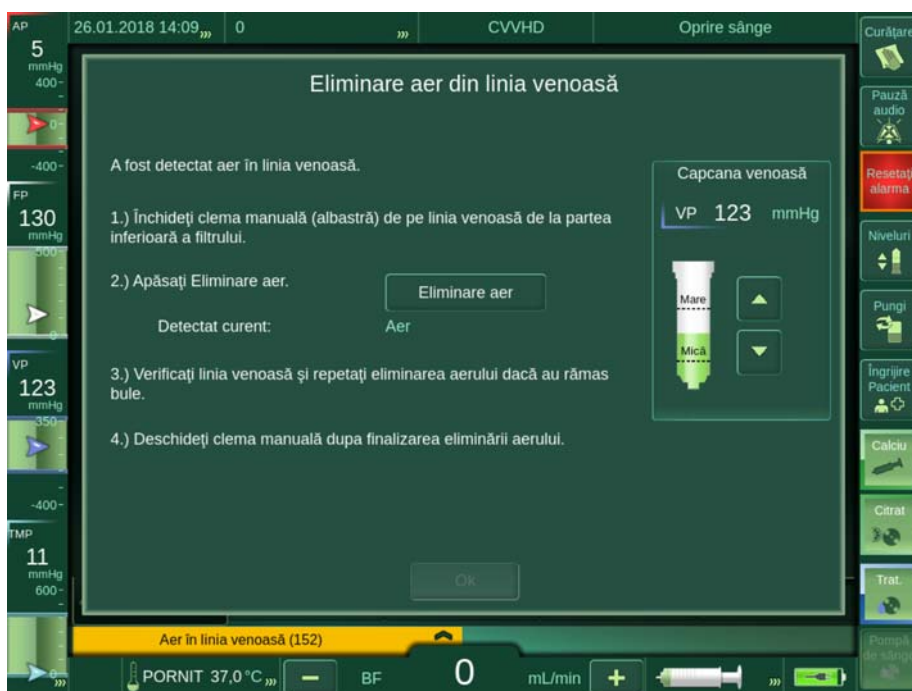 AP
5
mmHg
400
0
-400
FP
130
mmHg
500
0
VP
123
mmHg
350
-400
TMP
11
mmHg
600
0
26.01.2018 14:09
0
CVVHD
Oprire sânge
Eliminare aer din linia venoasă
A fost detectat aer în linia venoasă.
1.) Închideți clema manuală (albastră) de pe linia venoasă de la partea
inferioară a filtrului.
2.) Apăsați Eliminare aer.
Eliminare aer
Detectat curent:
Aer
3.) Verificați linia venoasă și repetați eliminarea aerului dacă au rămas
bule.
4.) Deschideți clema manuală dupa finalizarea eliminării aerului.
Capcana venoasă
VP 123 mmHg
Mare
Mică
Ok
Aer în linia venoasă (152)
PORNIT 37,0 °C
BF
0
mL/min
Curățare
Pauză
audio
Resetați
alarma
Niveluri
Pungi
Îngrijire
Pacient
Calciu
Citrat
Trat.
Pompă
de sânge